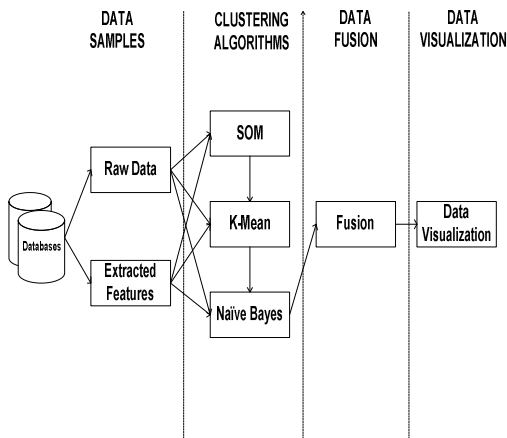 DATA
SAMPLES
CLUSTERING
ALGORITHMS
DATA
FUSION
DATA
VISUALIZATION
SOM
Raw Data
K-Mean
Fusion
Data
Visualization
Databases
Extracted
Features
Naïve Bayes